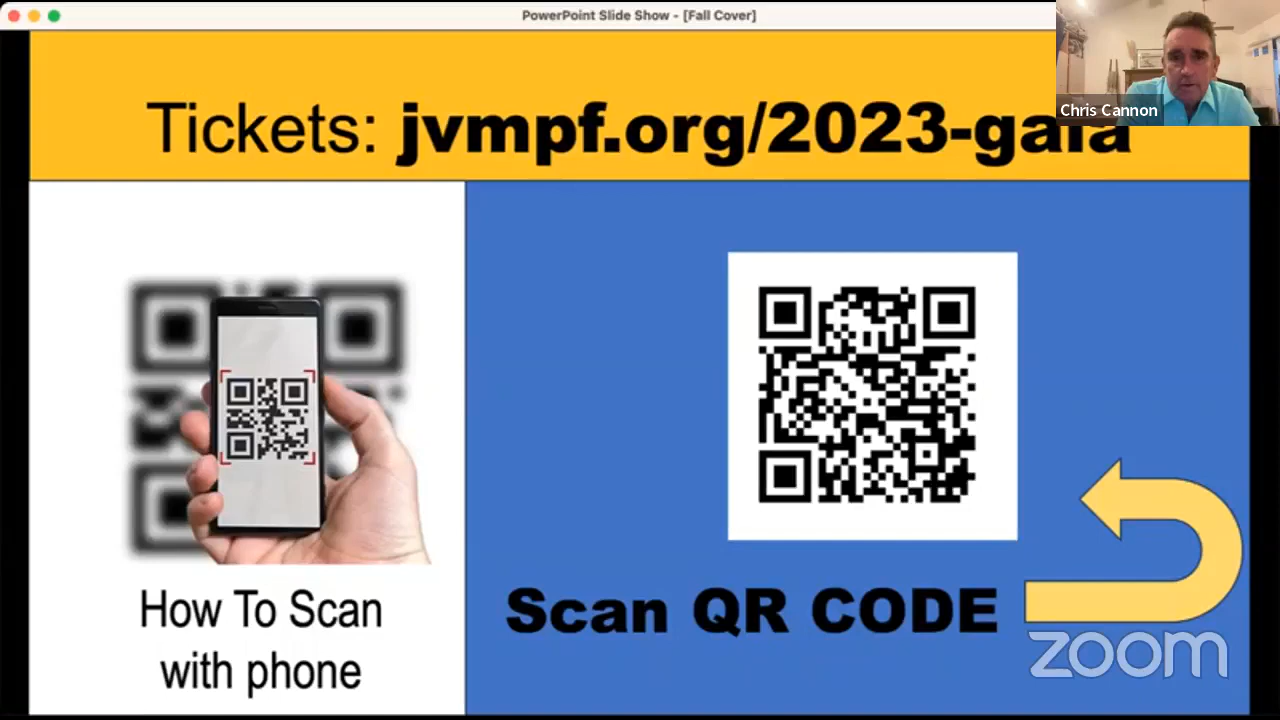 PowerPoint Slide Show - [Fall Cover]
Chris Cannon
Tickets: jvmpf.org/2023-gala
How To Scan
with phone
Scan QR CODE
zoom